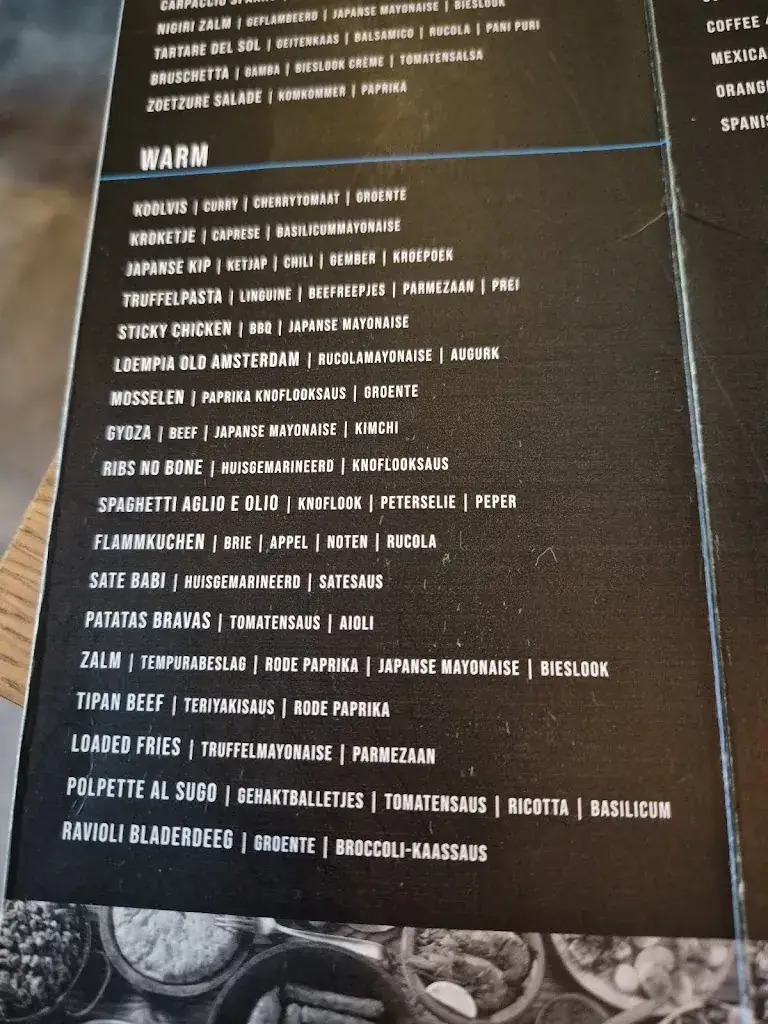 CARPACCIO
NIGIRI ZALM | GEFLAMBEERD | JAPANSE MAYONAISE | BIESLOOK
TARTARE DEL SOL | GEITENKAAS | BALSAMICO | RUCOLA | PANI PURI
BRUSCHETTA | GAMBA | BIESLOOK CRÈME | TOMATENSALSA
ZOETZURE SALADE | KOMKOMMER | PAPRIKA
WARM
KOOLVIS | CURRY | CHERRYTOMAAT | GROENTE
KROKETJE | CAPRESE | BASILICUMMAYONAISE
JAPANSE KIP | KETJAP | CHILI | GEMBER | KROEPOEK
TRUFFELPASTA | LINGUINE | BEEFREEPJES | PARMEZAAN | PREI
STICKY CHICKEN | BBQ | JAPANSE MAYONAISE
LOEMPIA OLD AMSTERDAM | RUCOLAMAYONAISE | AUGURK
MOSSELEN | PAPRIKA KNOFLOOKSAUS | GROENTE
GYOZA | BEEF | JAPANSE MAYONAISE | KIMCHI
RIBS NO BONE | HUISGEMARINEERD | KNOFLOOKSAUS
SPAGHETTI AGLIO E OLIO | KNOFLOOK | PETERSELIE | PEPER
FLAMMKUCHEN | BRIE | APPEL | NOTEN | RUCOLA
SATE BABI | HUISGEMARINEERD | SATESAUS
PATATAS BRAVAS | TOMATENSAUS | AIOLI
ZALM | TEMPURABESLAG | RODE PAPRIKA | JAPANSE MAYONAISE | BIESLOOK
TIPAN BEEF | TERIYAKISAUS | RODE PAPRIKA
LOADED FRIES | TRUFFELMAYONAISE | PARMEZAAN
POLPETTE AL SUGO | GEHAKTBALLETJES | TOMATENSAUS | RICOTTA | BASILICUM
RAVIOLI BLADERDEEG | GROENTE | BROCCOLI-KAASSAUS
COFFEE
MEXICA
ORANG
SPANIS